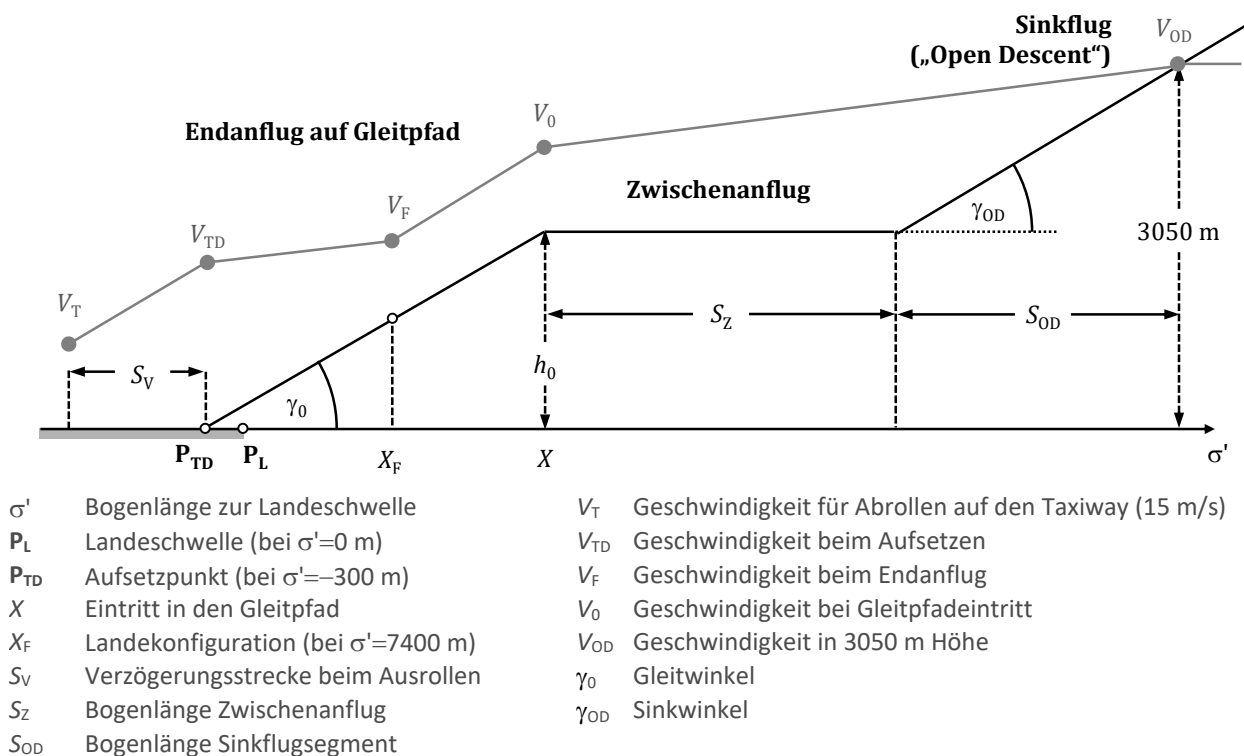 Sinkflug
(„Open Descent“)
V_OD
Endanflug auf Gleitpfad
V_0
Zwischenanflug
V_F
γ_OD
V_TD
3050 m
V_T
S_Z
S_OD
S_V
h_0
γ_0
P_TD
P_L
X_F
X
σ'
σ' Bogenlänge zur Landeschwelle
P_L Landeschwelle (bei σ'=0 m)
P_TD Aufsetzpunkt (bei σ'=−300 m)
X Eintritt in den Gleitpfad
X_F Landekonfiguration (bei σ'=7400 m)
S_V Verzögerungsstrecke beim Ausrollen
S_Z Bogenlänge Zwischenanflug
S_OD Bogenlänge Sinkflugsegment
V_T Geschwindigkeit für Abrollen auf den Taxiway (15 m/s)
V_TD Geschwindigkeit beim Aufsetzen
V_F Geschwindigkeit beim Endanflug
V_0 Geschwindigkeit bei Gleitpfadeintritt
V_OD Geschwindigkeit in 3050 m Höhe
γ_0 Gleitwinkel
γ_OD Sinkwinkel